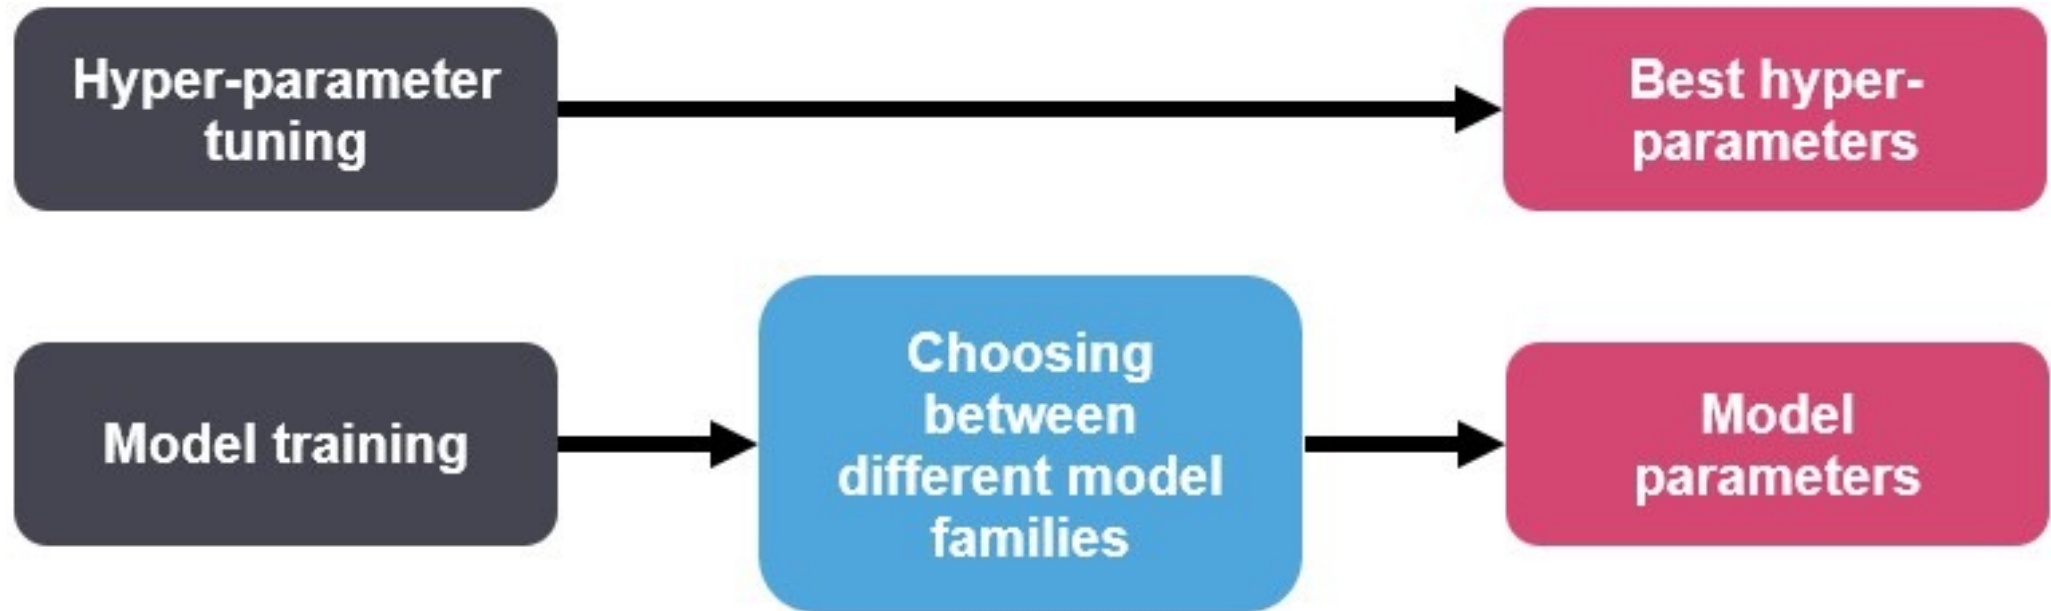 Hyper-parameter
tuning
Best hyper-
parameters
Model training
Choosing
between
different model
families
Model
parameters